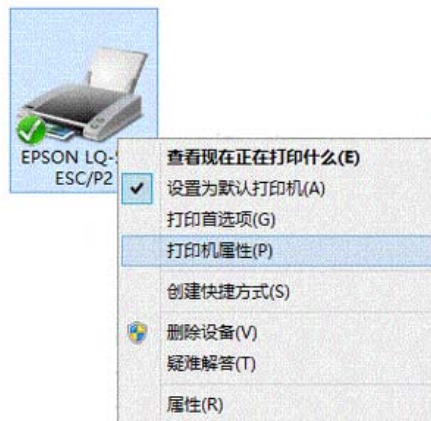 EPSON LQ-
ESC/P2
查看现在正在打印什么(E)
设置为默认打印机(A)
打印首选项(G)
打印机属性(P)
创建快捷方式(S)
删除设备(V)
疑难解答(T)
属性(R)